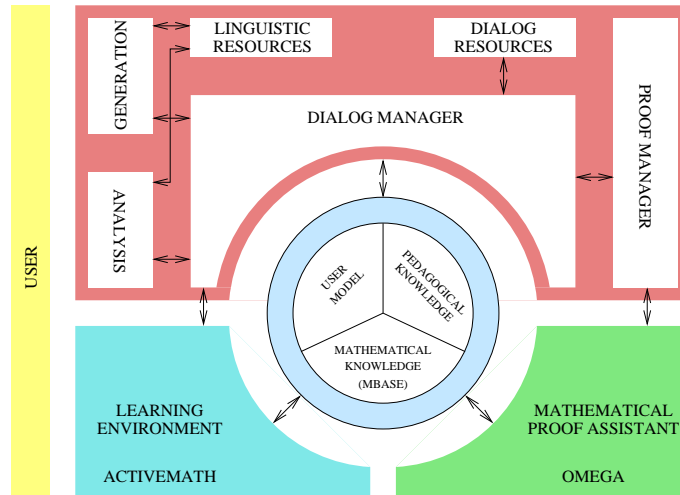 USER
GENERATION
ANALYSIS
LINGUISTIC
RESOURCES
DIALOG
RESOURCES
DIALOG MANAGER
PROOF MANAGER
USER
MODEL
PEDAGOGICAL
KNOWLEDGE
MATHEMATICAL
KNOWLEDGE
(MBASE)
LEARNING
ENVIRONMENT
ACTIVEMATH
MATHEMATICAL
PROOF ASSISTANT
OMEGA